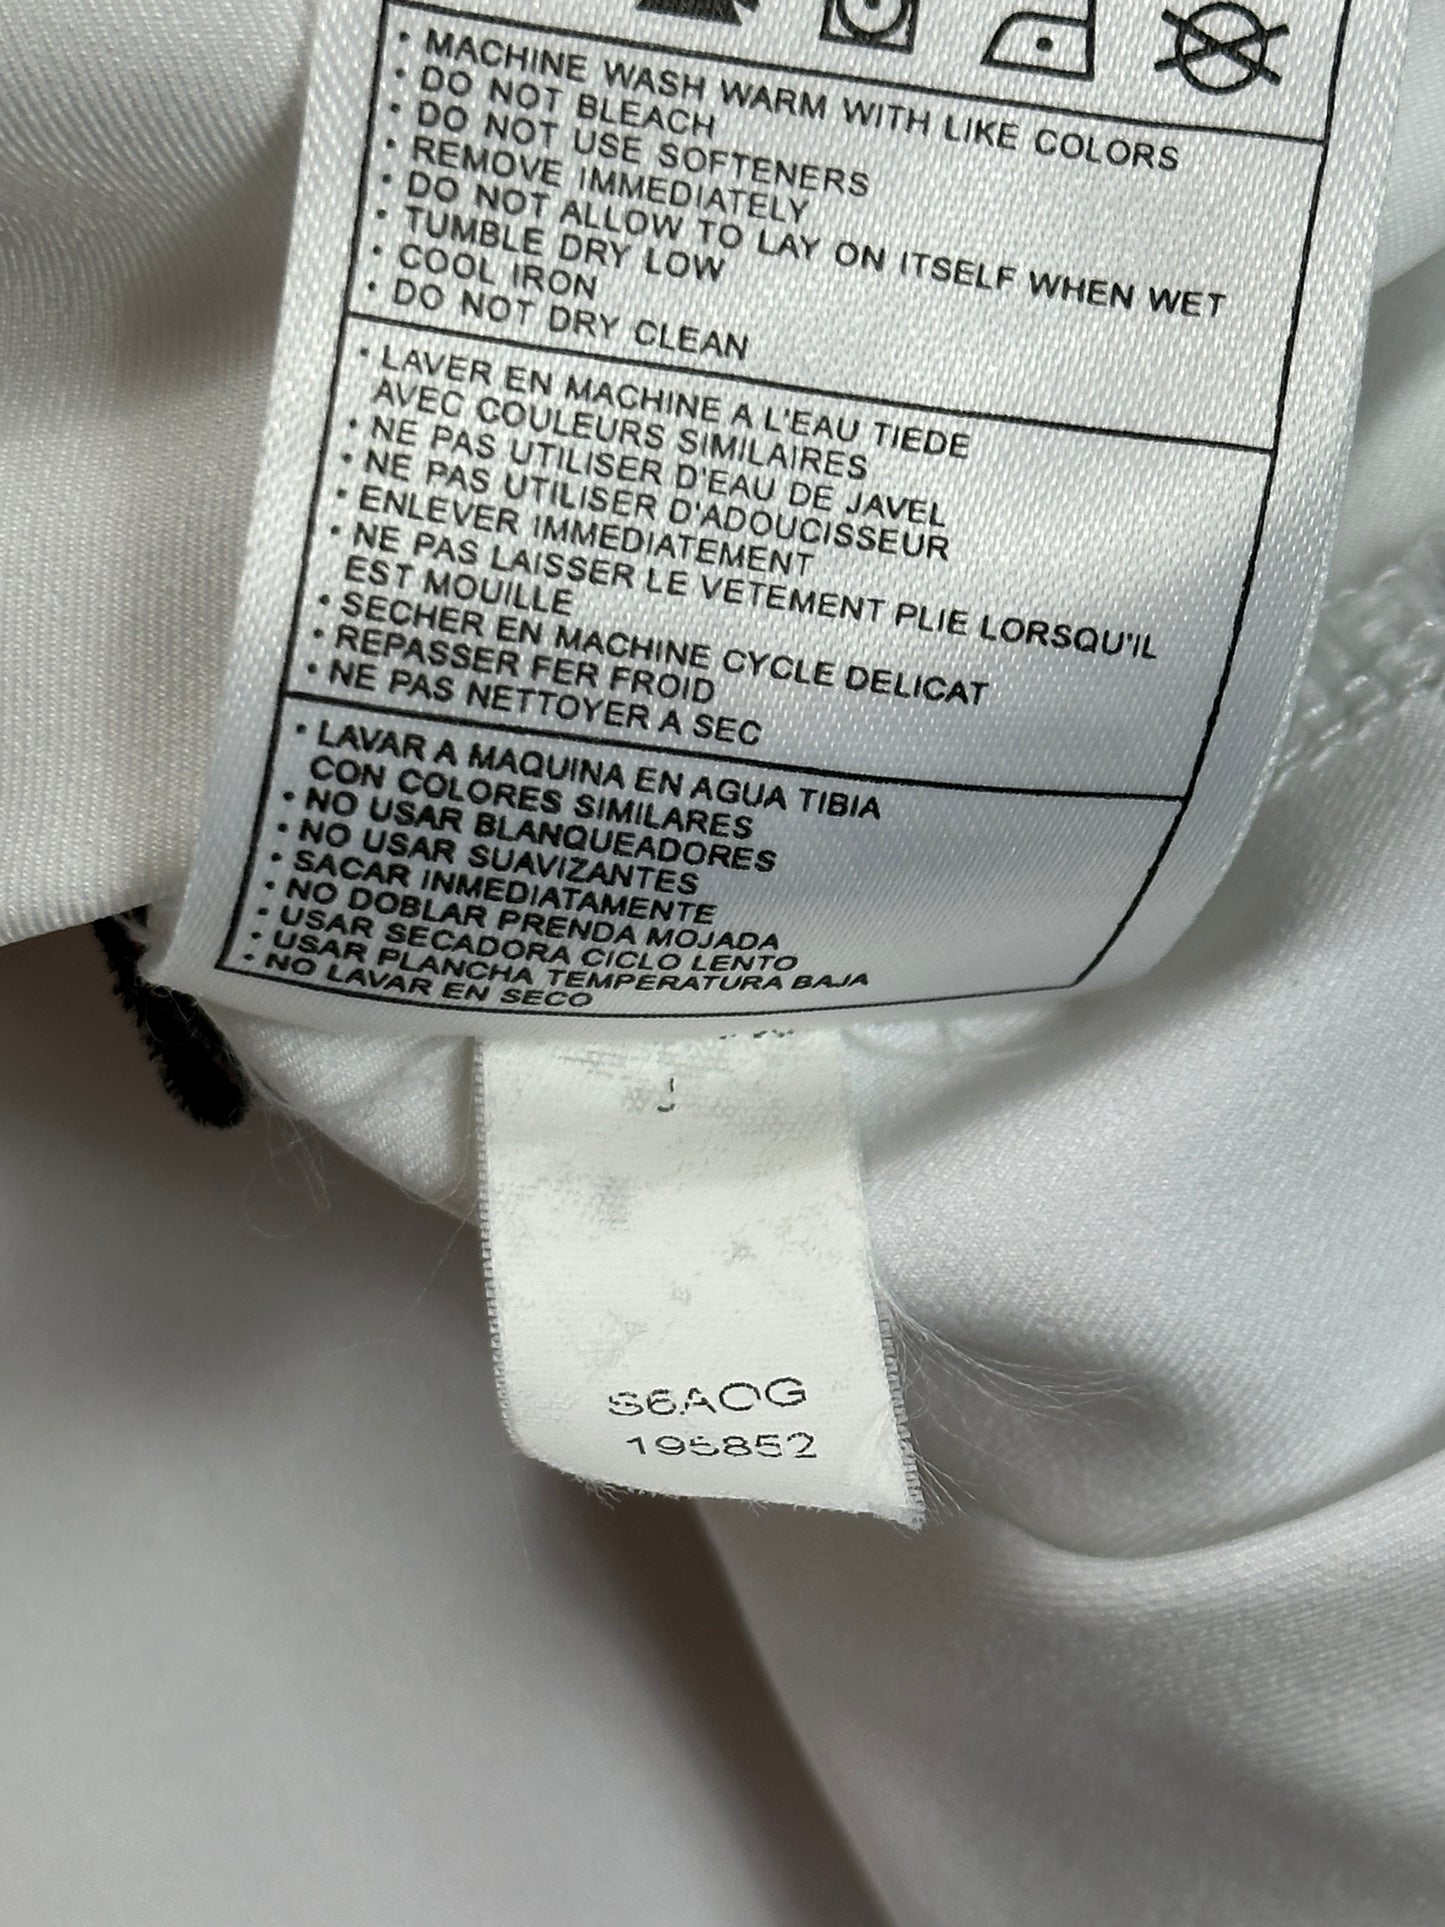 • MACHINE WASH WARM WITH LIKE COLORS
• DO NOT BLEACH
• DO NOT USE SOFTENERS
• REMOVE IMMEDIATELY
• DO NOT ALLOW TO LAY ON ITSELF WHEN WET
• TUMBLE DRY LOW
• COOL IRON
• DO NOT DRY CLEAN
• LAVER EN MACHINE A L'EAU TIEDE
AVEC COULEURS SIMILAIRES
• NE PAS UTILISER D'EAU DE JAVEL
• NE PAS UTILISER D'ADOUCISSEUR
• ENLEVER IMMEDIATEMENT
• NE PAS LAISSER LE VETEMENT PLIE LORSQU'IL
EST MOUILLE
• SECHER EN MACHINE CYCLE DELICAT
• REPASSER FER FROID
• NE PAS NETTOYER A SEC
• LAVAR A MAQUINA EN AGUA TIBIA
CON COLORES SIMILARES
• NO USAR BLANQUEADORES
• NO USAR SUAVIZANTES
• SACAR INMEDIATAMENTE
• NO DOBLAR PRENDA MOJADA
• USAR SECADORA CICLO LENTO
• USAR PLANCHA TEMPERATURA BAJA
• NO LAVAR EN SECO
S6AOG
195852